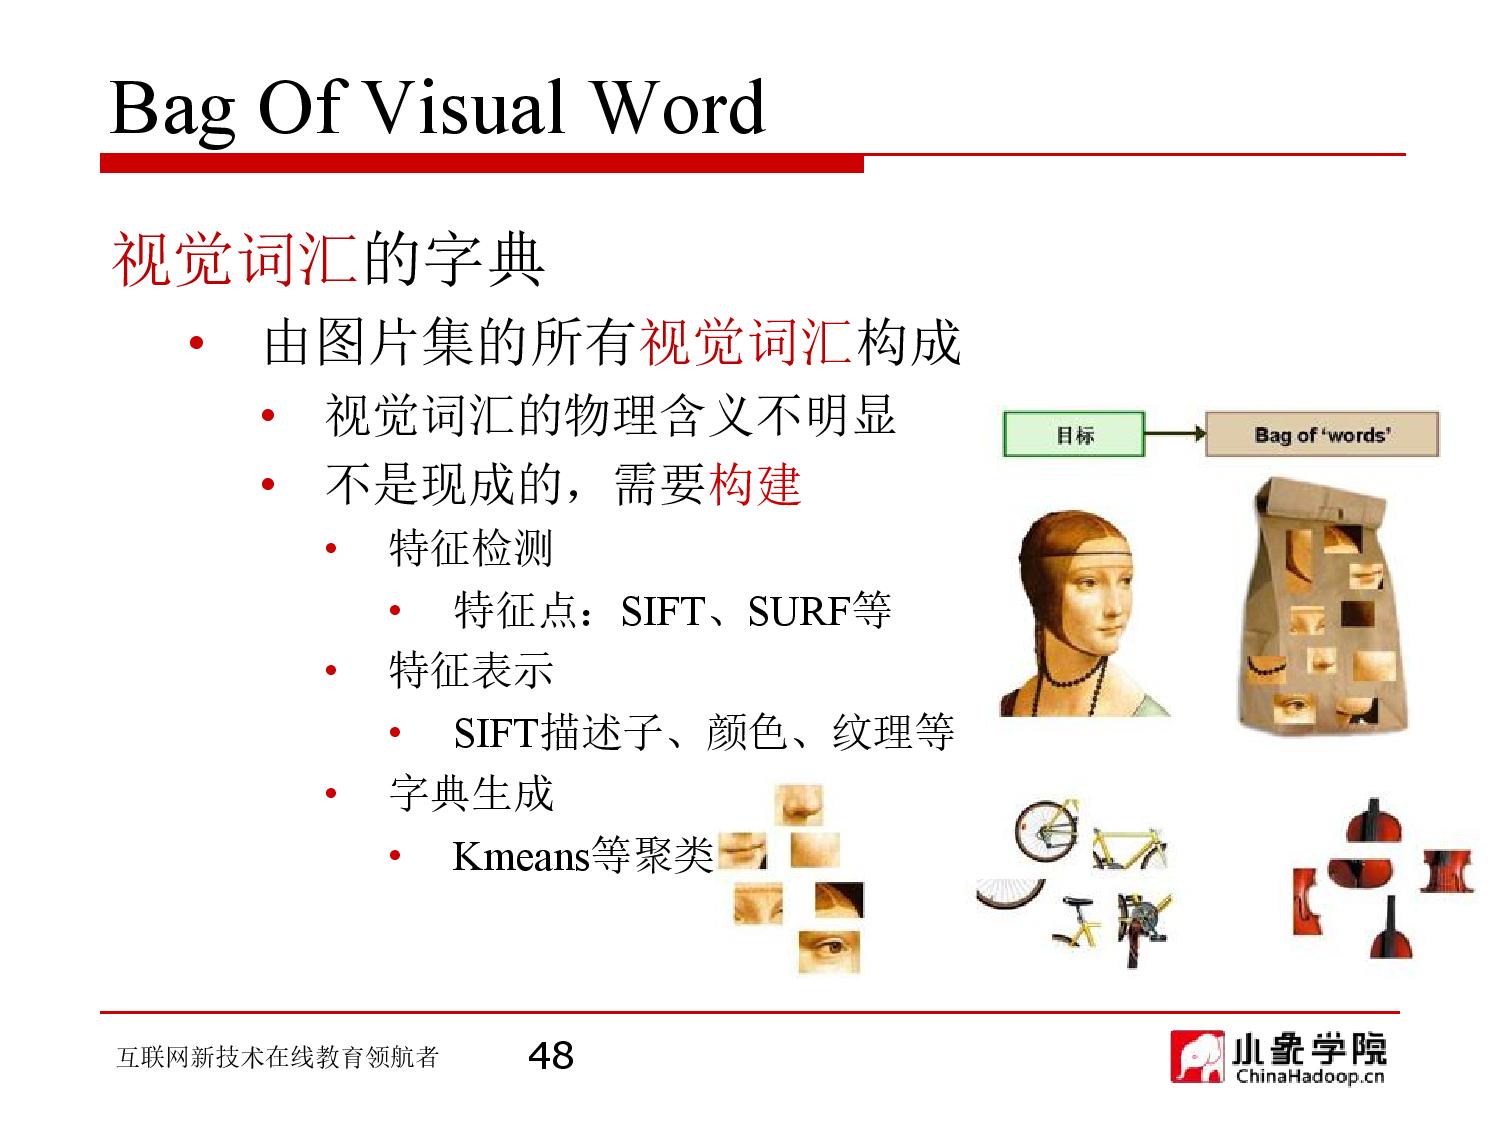 Bag Of Visual Word
视觉词汇的字典
• 由图片集的所有视觉词汇构成
• 视觉词汇的物理含义不明显
• 不是现成的，需要构建
• 特征检测
• 特征点：SIFT、SURF等
• 特征表示
• SIFT描述子、颜色、纹理等
• 字典生成
• Kmeans等聚类
目标
Bag of ‘words’
互联网新技术在线教育领航者
48
小象学院
ChinaHadoop.cn